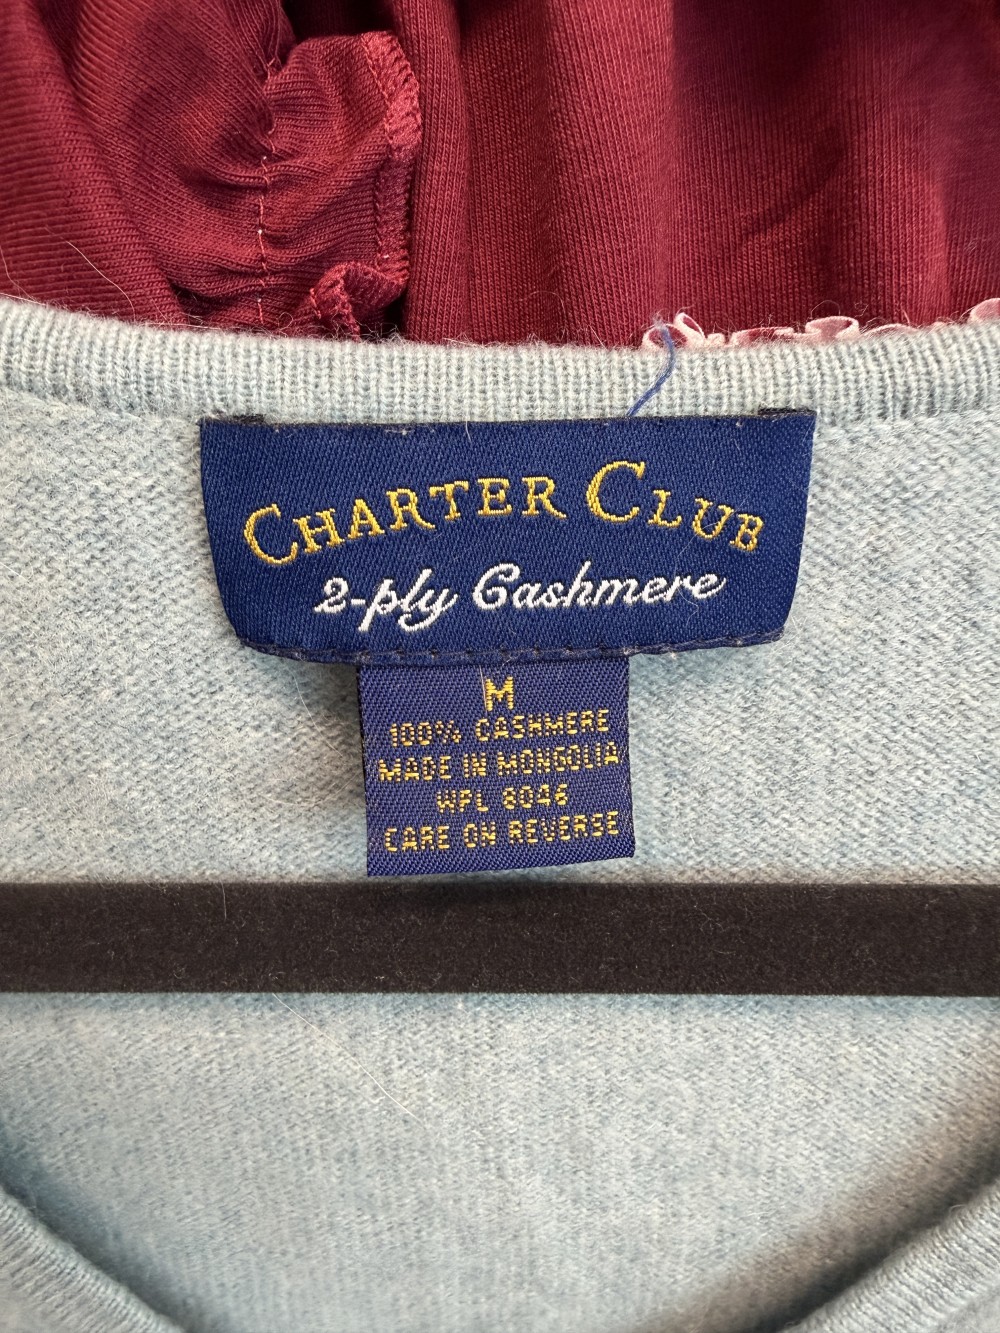 CHARTER CLUB
2-ply Cashmere
M
100% CASHMERE
MADE IN MONGOLIA
WPL 8046
CARE ON REVERSE